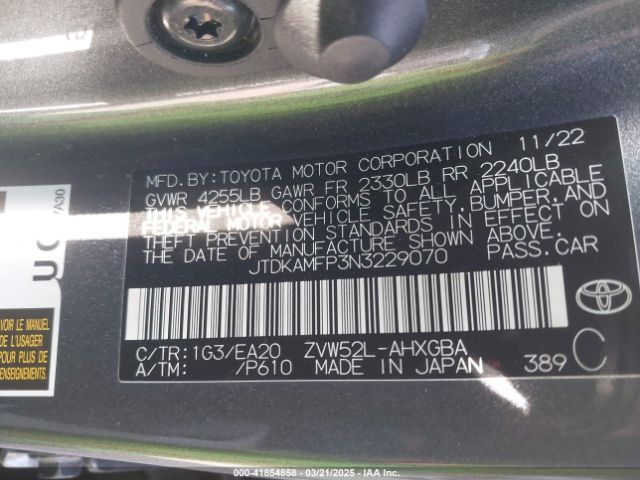 MFD.BY:TOYOTA MOTOR CORPORATION 11/22
GVWR 4255LB GAWR FR 2330LB RR 2240LB
THIS VEHICLE CONFORMS TO ALL APPLICABLE
FEDERAL MOTOR VEHICLE SAFETY,BUMPER,AND
THEFT PREVENTION STANDARDS IN EFFECT ON
THE DATE OF MANUFACTURE SHOWN ABOVE.
JTDKAMFP3N3229070 PASS.CAR
C/TR:1G3/EA20 ZVW52L-AHXGBA
A/TM: /P610 MADE IN JAPAN 389 C
TOYOTA
VOIR LE MANUEL
DE L'USAGER
POUR PLUS
D'EXPLICATIONS
000-41854858 - 03/21/2025 - IAA Inc.